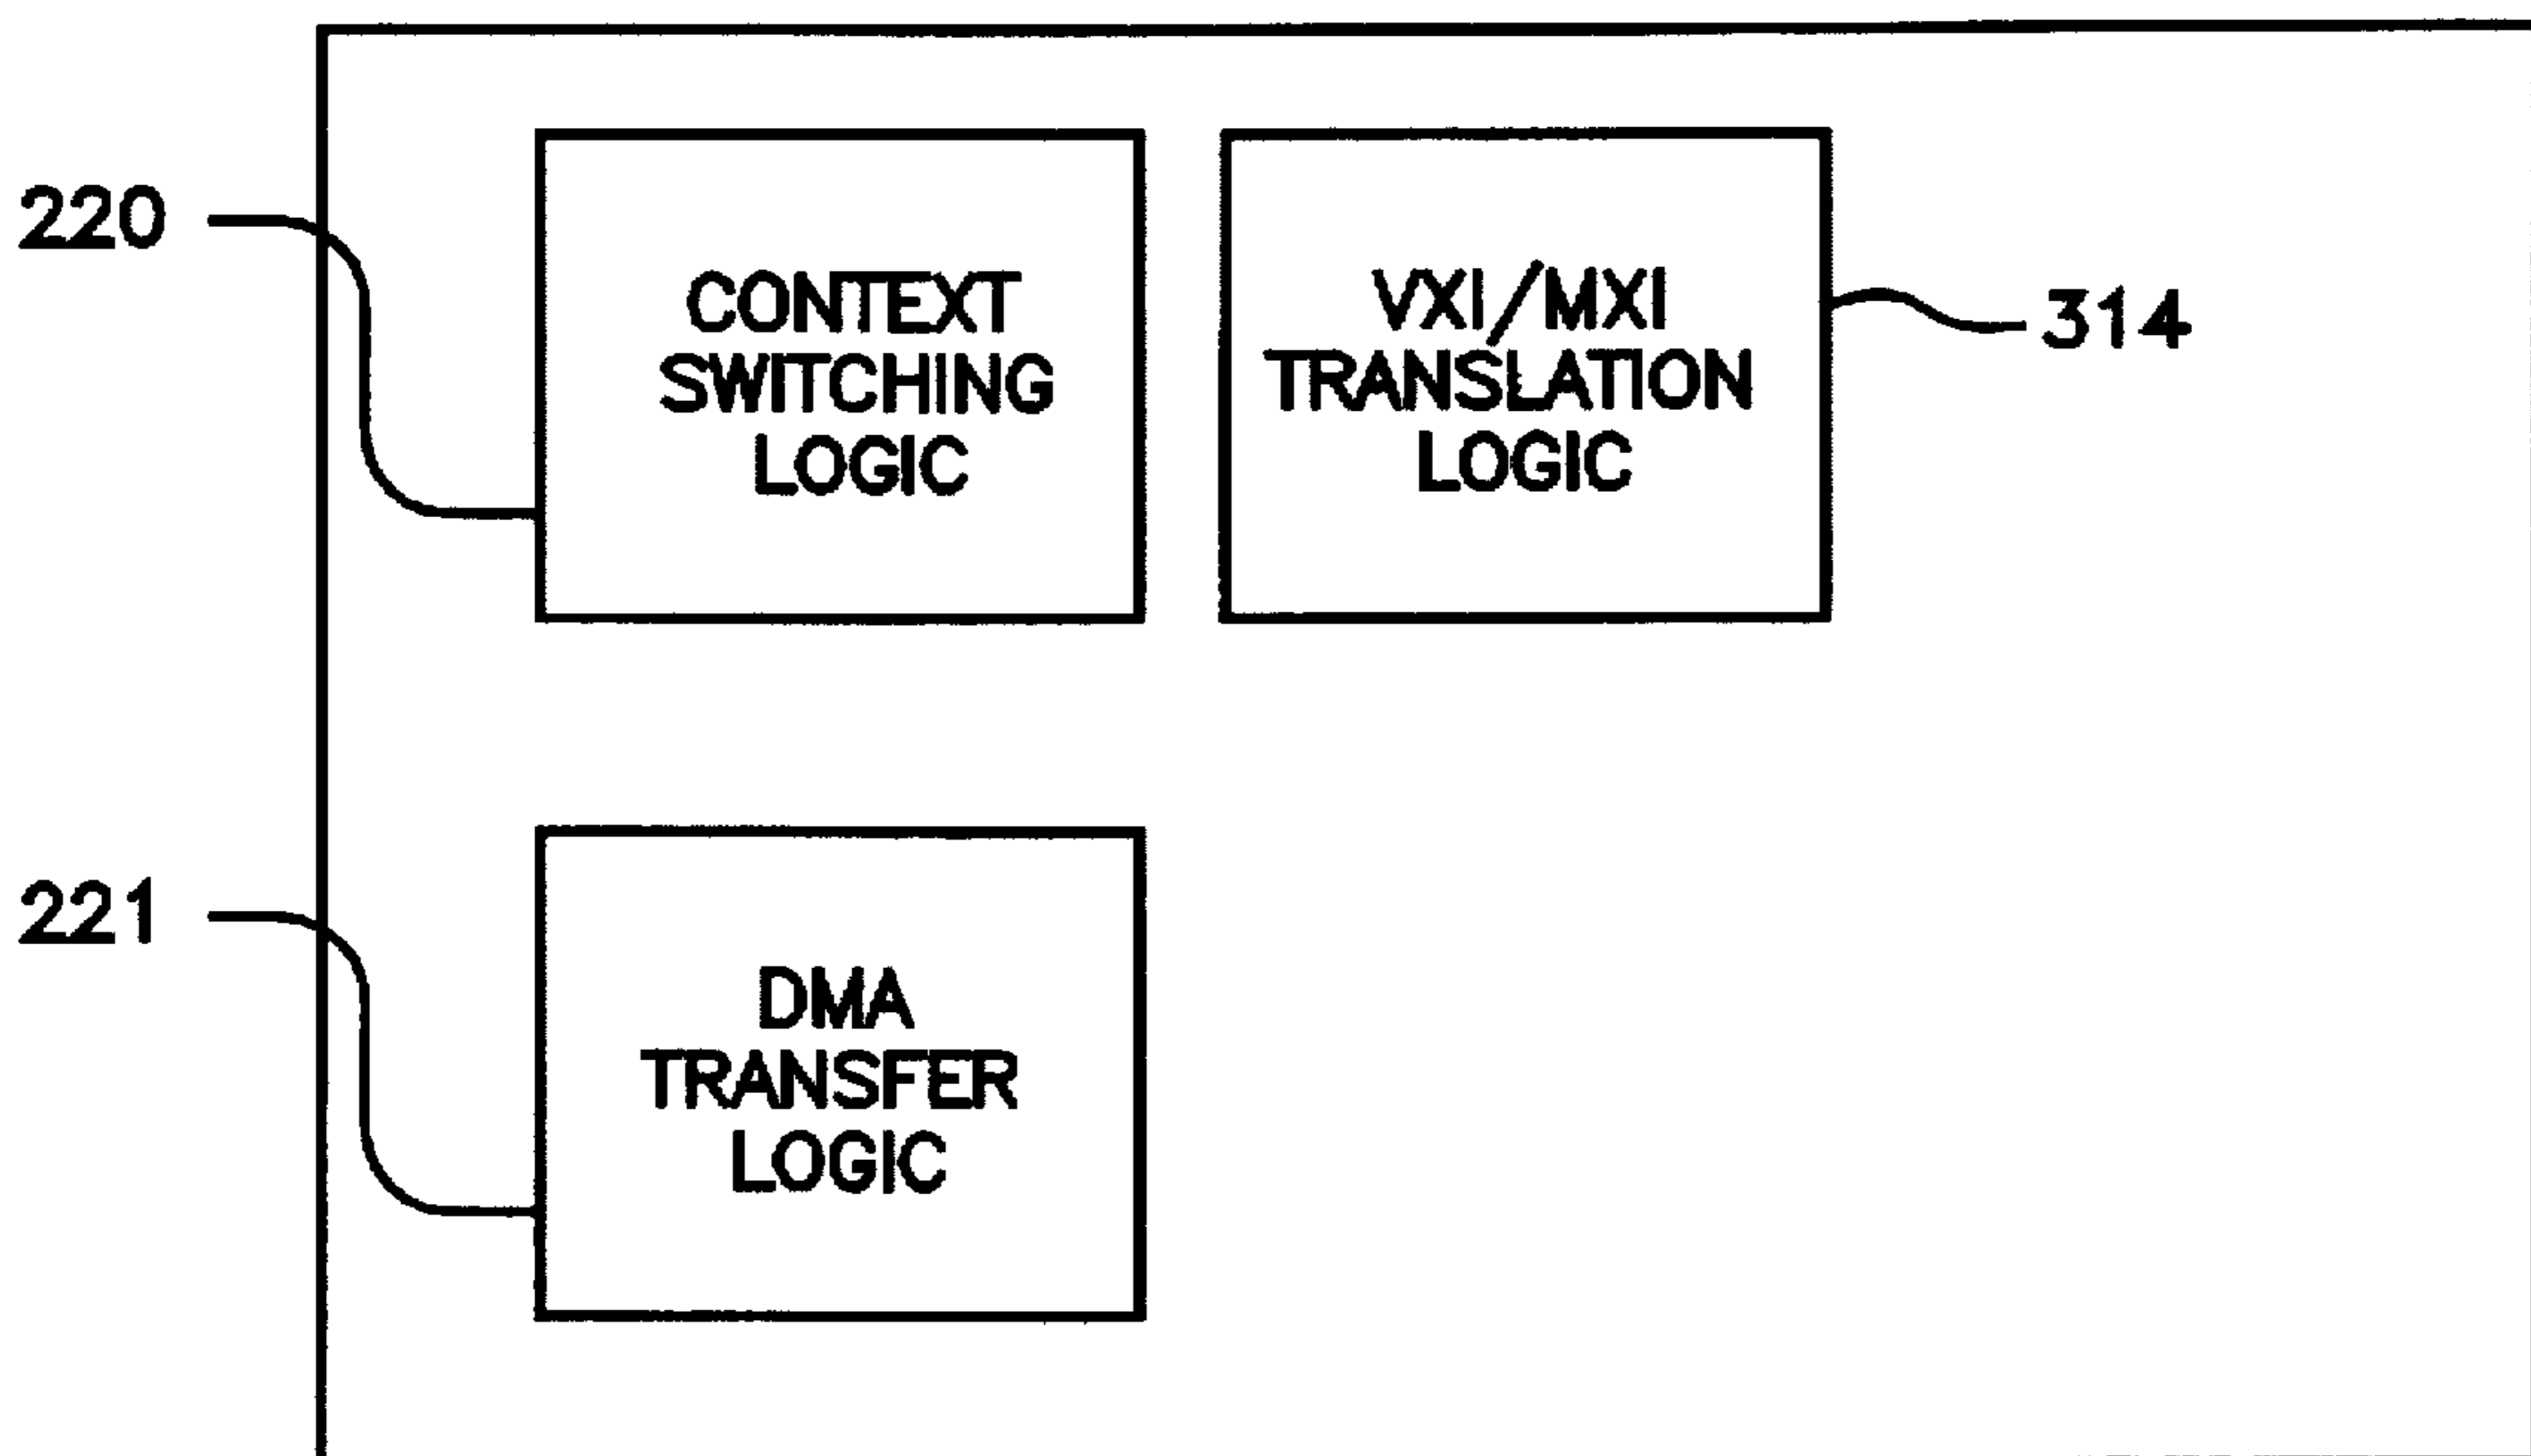 220
CONTEXT
SWITCHING
LOGIC
VXI/MXI
TRANSLATION
LOGIC
314
221
DMA
TRANSFER
LOGIC